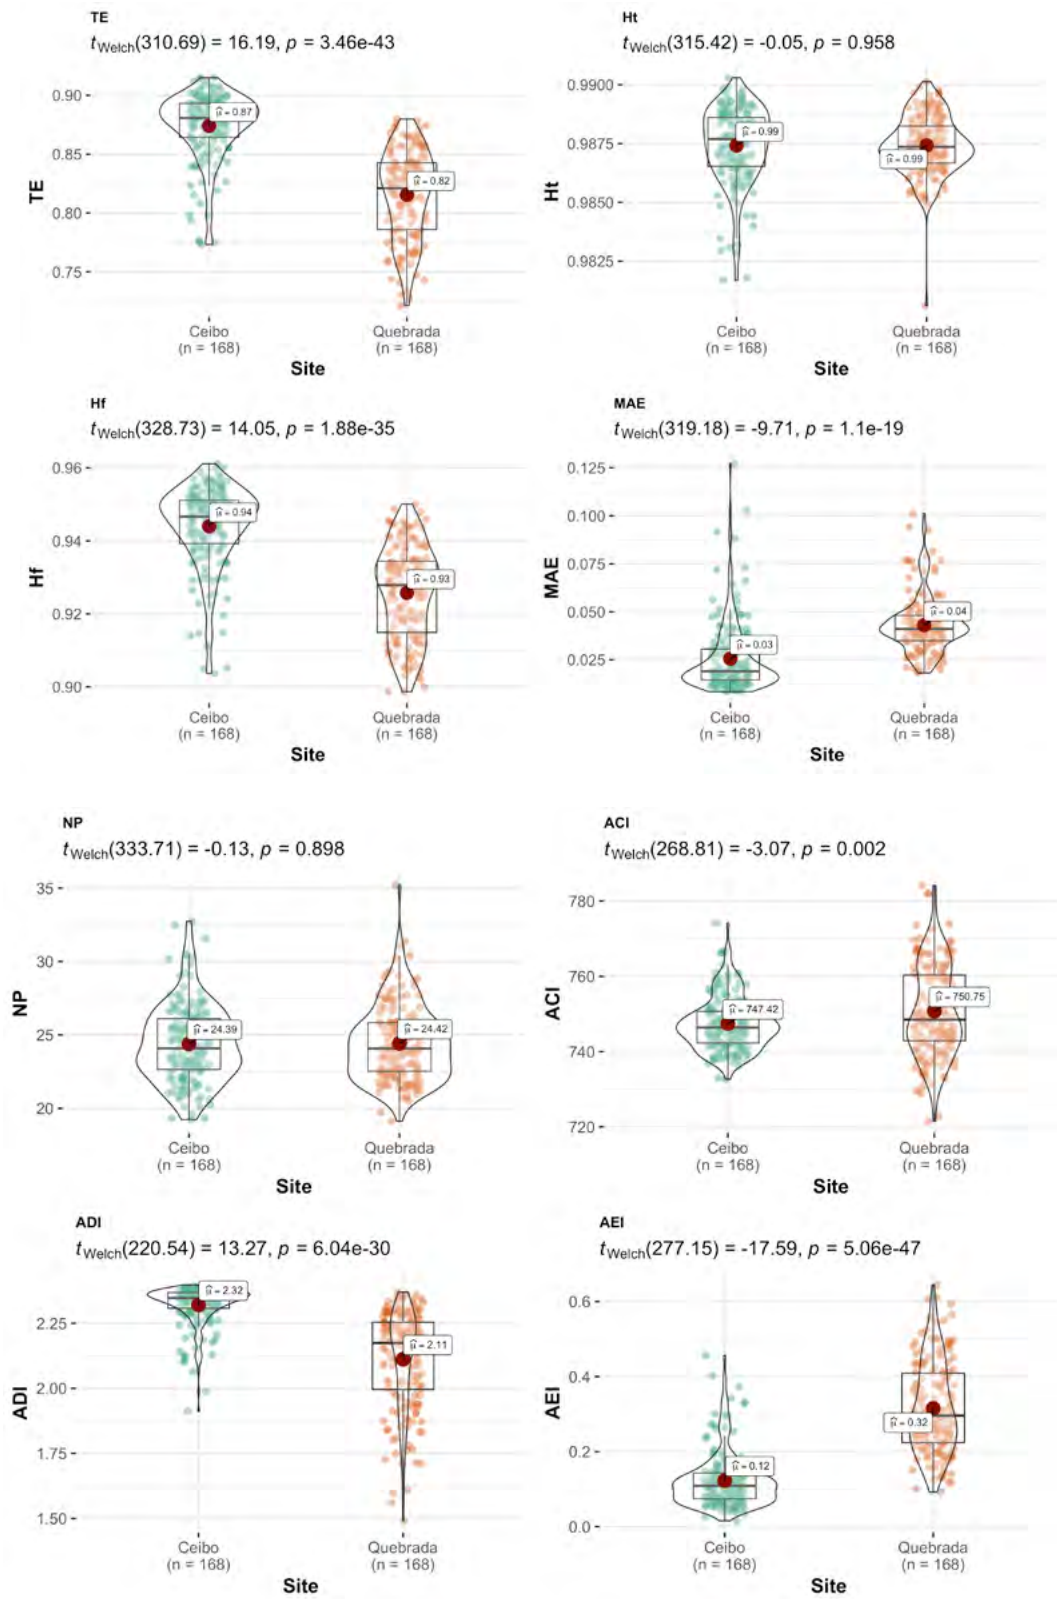 TE
t Welch(310.69) = 16.19, p = 3.46e-43
TE
0.90
0.85
0.80
0.75
μ̂ = 0.87
μ̂ = 0.82
Ceibo
(n = 168)
Quebrada
(n = 168)
Site
Ht
t Welch(315.42) = -0.05, p = 0.958
Ht
0.9900
0.9875
0.9850
0.9825
μ̂ = 0.99
μ̂ = 0.99
Ceibo
(n = 168)
Quebrada
(n = 168)
Site
Hf
t Welch(328.73) = 14.05, p = 1.88e-35
Hf
0.96
0.94
0.92
0.90
μ̂ = 0.94
μ̂ = 0.93
Ceibo
(n = 168)
Quebrada
(n = 168)
Site
MAE
t Welch(319.18) = -9.71, p = 1.1e-19
MAE
0.125
0.100
0.075
0.050
0.025
μ̂ = 0.03
μ̂ = 0.04
Ceibo
(n = 168)
Quebrada
(n = 168)
Site
NP
t Welch(333.71) = -0.13, p = 0.898
NP
35
30
25
20
μ̂ = 24.39
μ̂ = 24.42
Ceibo
(n = 168)
Quebrada
(n = 168)
Site
ACI
t Welch(268.81) = -3.07, p = 0.002
ACI
780
760
740
720
μ̂ = 747.42
μ̂ = 750.75
Ceibo
(n = 168)
Quebrada
(n = 168)
Site
ADI
t Welch(220.54) = 13.27, p = 6.04e-30
ADI
2.25
2.00
1.75
1.50
μ̂ = 2.32
μ̂ = 2.11
Ceibo
(n = 168)
Quebrada
(n = 168)
Site
AEI
t Welch(277.15) = -17.59, p = 5.06e-47
AEI
0.6
0.4
0.2
0.0
μ̂ = 0.12
μ̂ = 0.32
Ceibo
(n = 168)
Quebrada
(n = 168)
Site